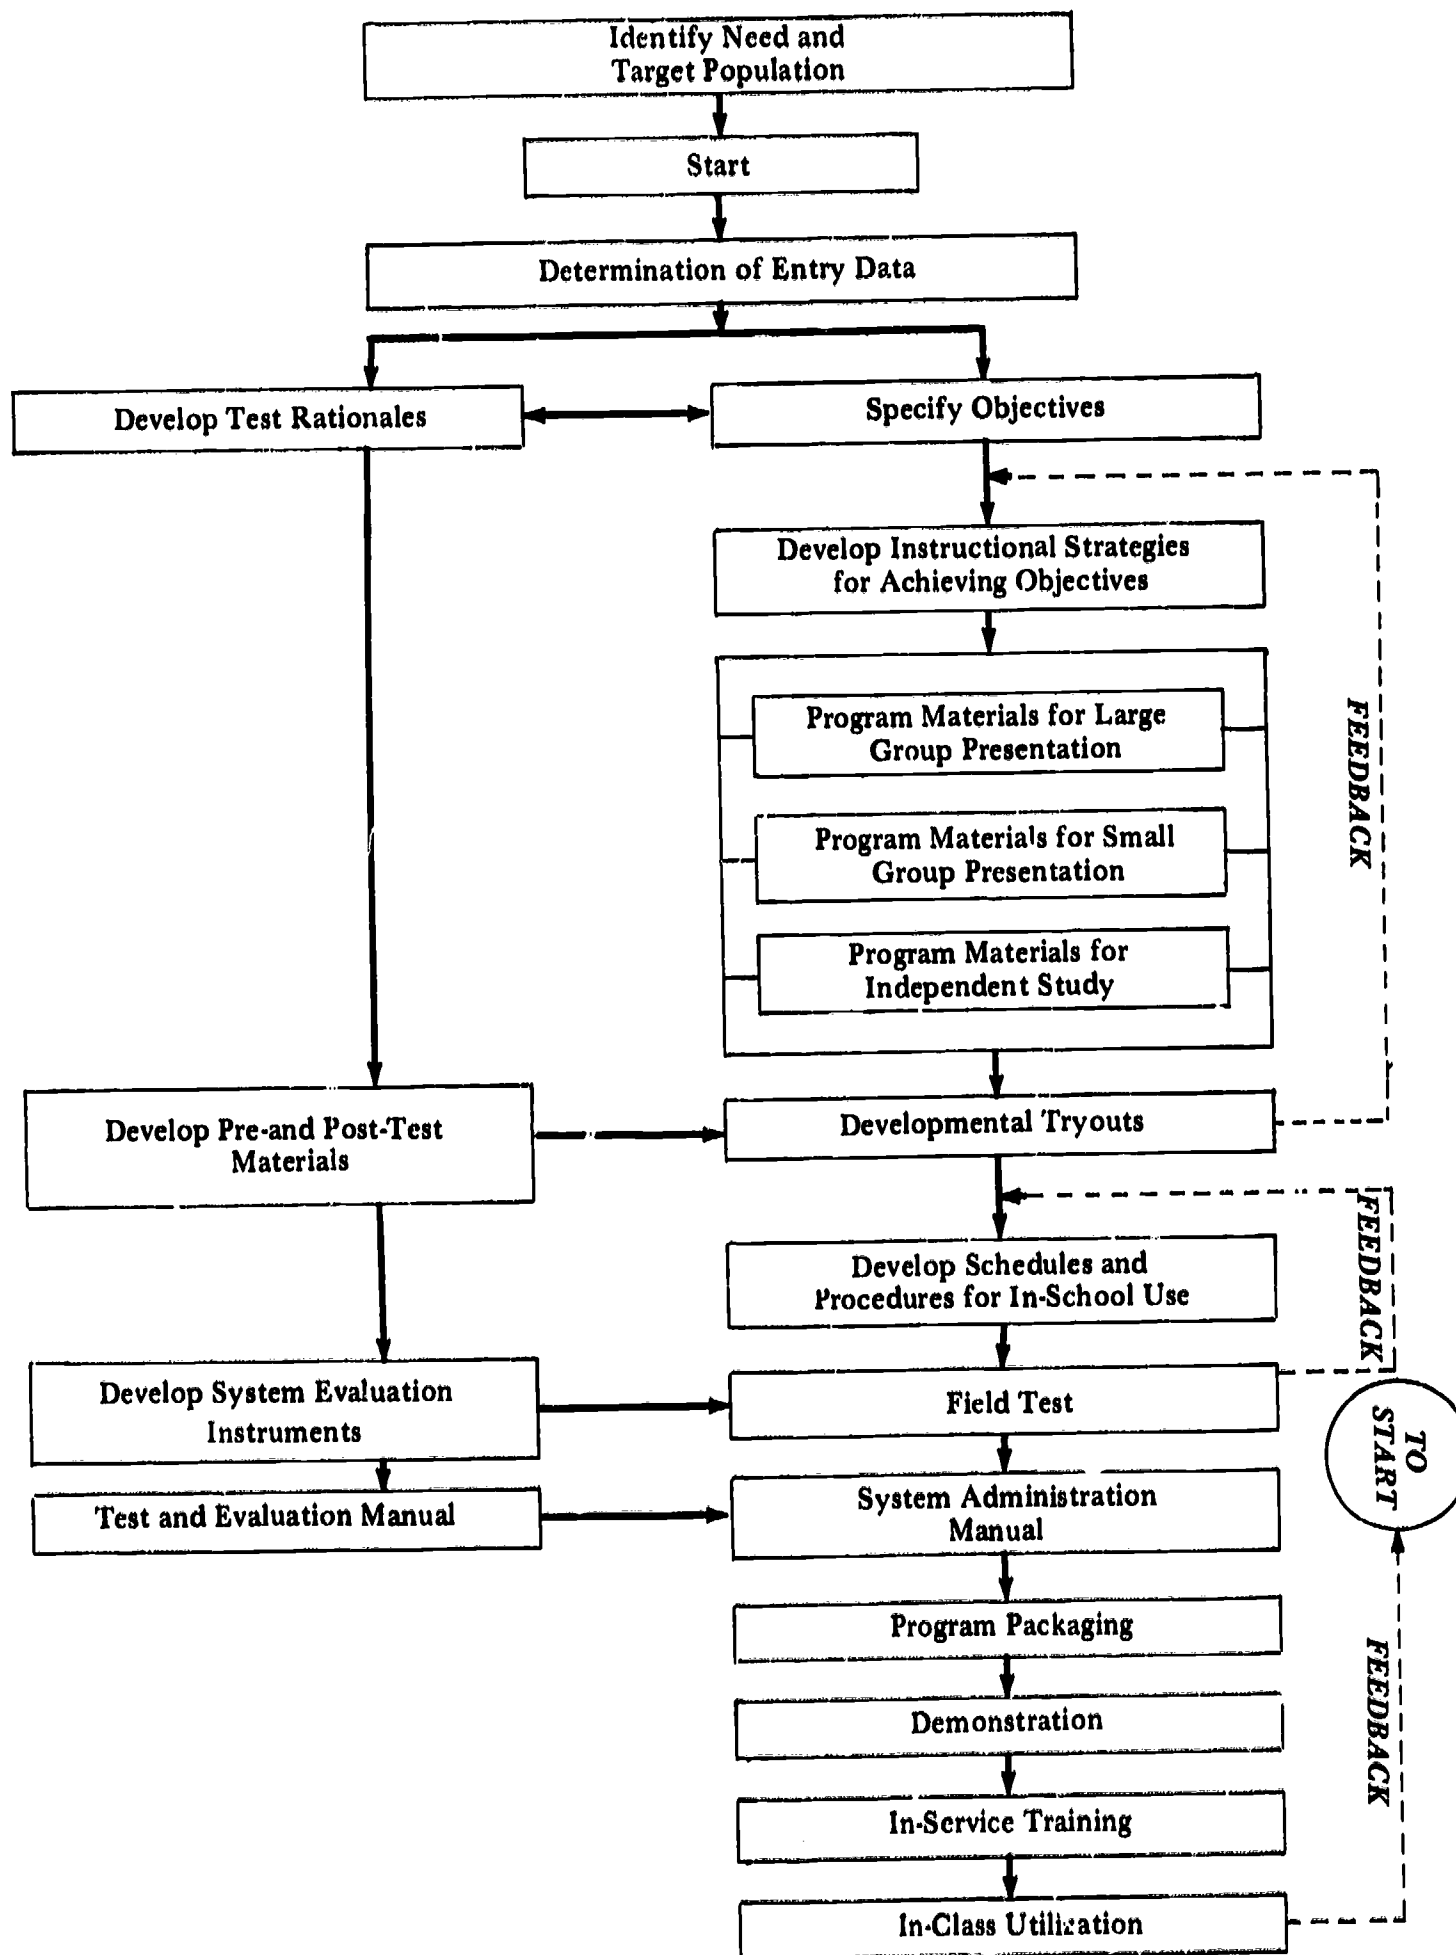 Identify Need and
Target Population
Start
Determination of Entry Data
Develop Test Rationales
Specify Objectives
Develop Instructional Strategies
for Achieving Objectives
Program Materials for Large
Group Presentation
Program Materials for Small
Group Presentation
Program Materials for
Independent Study
FEEDBACK
Develop Pre-and Post-Test
Materials
Developmental Tryouts
Develop Schedules and
Procedures for In-School Use
FEEDBACK
Develop System Evaluation
Instruments
Field Test
TO
START
Test and Evaluation Manual
System Administration
Manual
Program Packaging
Demonstration
FEEDBACK
In-Service Training
In-Class Utilization